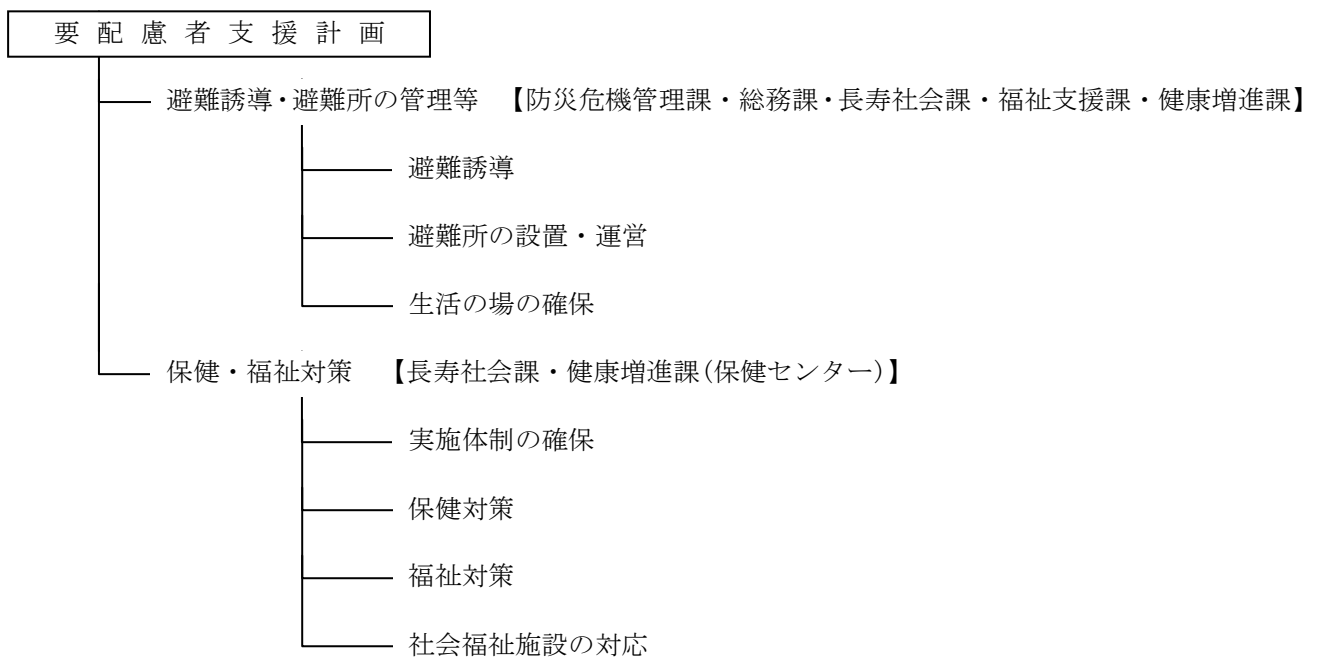 要配慮者支援計画
避難誘導・避難所の管理等 【防災危機管理課・総務課・長寿社会課・福祉支援課・健康増進課】
避難誘導
避難所の設置・運営
生活の場の確保
保健・福祉対策 【長寿社会課・健康増進課(保健センター)】
実施体制の確保
保健対策
福祉対策
社会福祉施設の対応